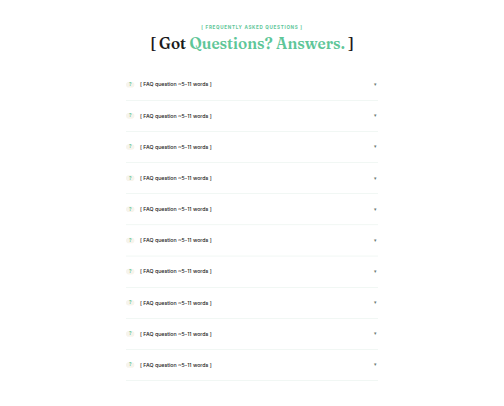 [ FREQUENTLY ASKED QUESTIONS ]
[ Got Questions? Answers. ]
? [ FAQ question ~5-11 words ] ▾
? [ FAQ question ~5-11 words ] ▾
? [ FAQ question ~5-11 words ] ▾
? [ FAQ question ~5-11 words ] ▾
? [ FAQ question ~5-11 words ] ▾
? [ FAQ question ~5-11 words ] ▾
? [ FAQ question ~5-11 words ] ▾
? [ FAQ question ~5-11 words ] ▾
? [ FAQ question ~5-11 words ] ▾
? [ FAQ question ~5-11 words ] ▾